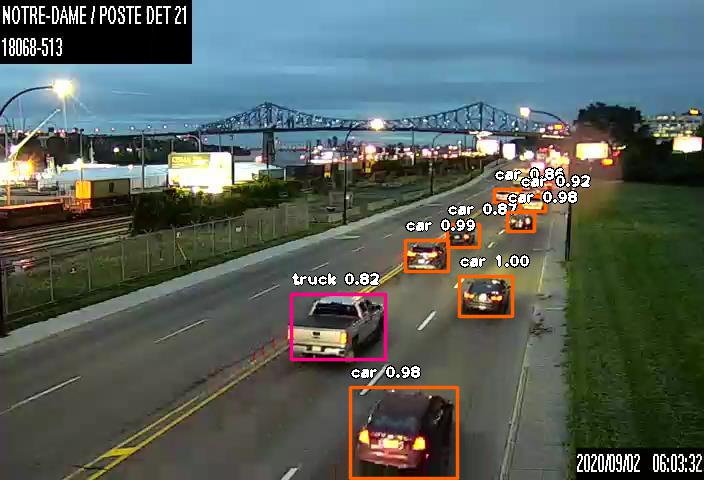 NOTRE-DAME / POSTE DET 21
18068-513
car 0.86
car 0.92
car 0.98
car 0.87
car 0.99
car 1.00
truck 0.82
car 0.98
2020/09/02 06:03:32